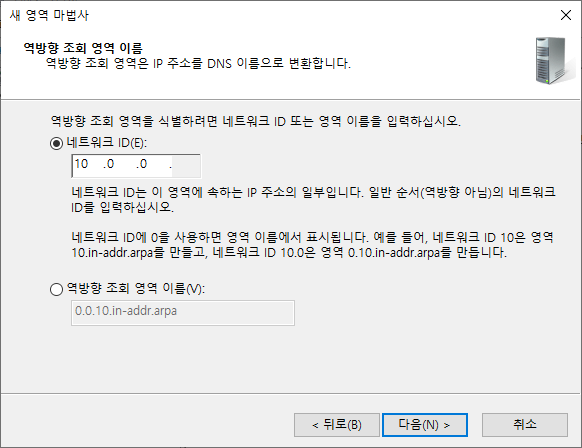 새 영역 마법사
역방향 조회 영역 이름
역방향 조회 영역은 IP 주소를 DNS 이름으로 변환합니다.
역방향 조회 영역을 식별하려면 네트워크 ID 또는 영역 이름을 입력하십시오.
네트워크 ID(E):
10 .0 .0 .
네트워크 ID는 이 영역에 속하는 IP 주소의 일부입니다. 일반 순서(역방향 아님)의 네트워크
ID를 입력하십시오.
네트워크 ID에 0을 사용하면 영역 이름에서 표시됩니다. 예를 들어, 네트워크 ID 10은 영역
10.in-addr.arpa를 만들고, 네트워크 ID 10.0은 영역 0.10.in-addr.arpa를 만듭니다.
역방향 조회 영역 이름(V):
0.0.10.in-addr.arpa
< 뒤로(B) 다음(N) > 취소